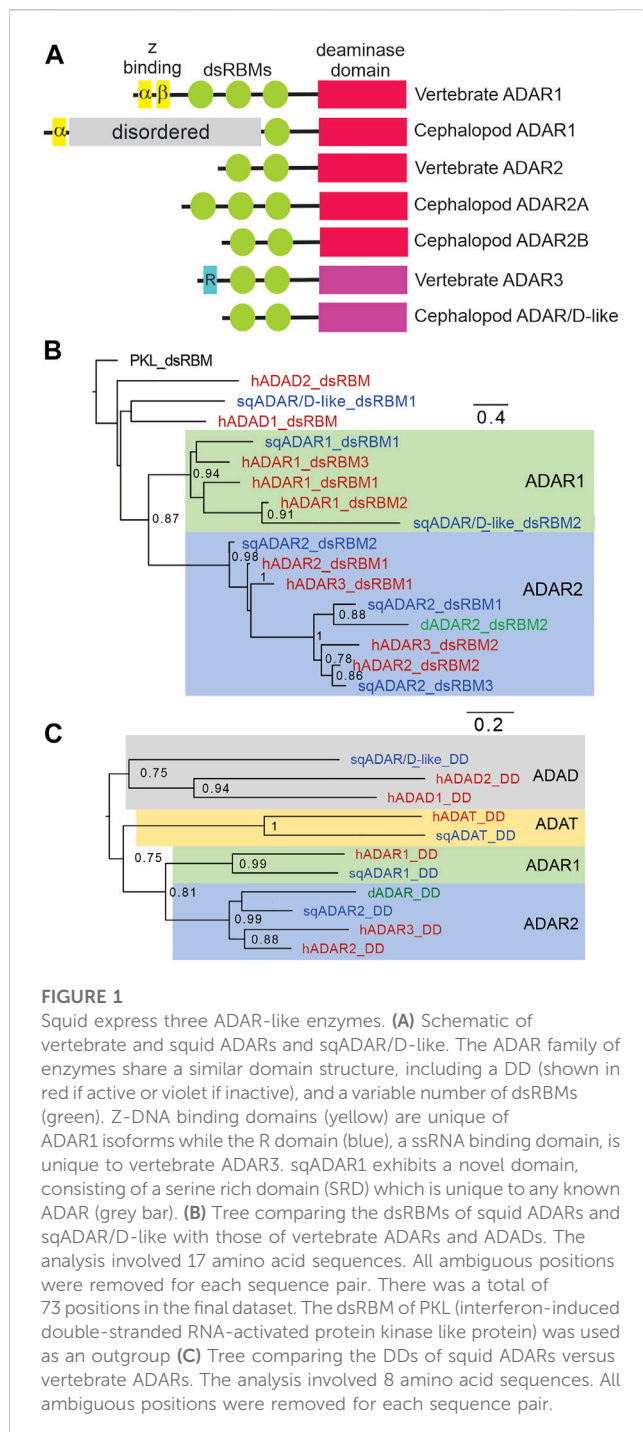 A
Z
binding
dsRBMs
deaminase
domain
α β
Vertebrate ADAR1
α
disordered
Cephalopod ADAR1
Vertebrate ADAR2
Cephalopod ADAR2A
Cephalopod ADAR2B
R
Vertebrate ADAR3
Cephalopod ADAR/D-like
B
PKL_dsRBM
hADAD2_dsRBM
sqADAR/D-like_dsRBM1
0.4
hADAD1_dsRBM
sqADAR1_dsRBM1
0.94
hADAR1_dsRBM3
hADAR1_dsRBM1
ADAR1
hADAR1_dsRBM2
0.91
sqADAR/D-like_dsRBM2
0.87
sqADAR2_dsRBM2
0.98
hADAR2_dsRBM1
ADAR2
1
hADAR3_dsRBM1
sqADAR2_dsRBM1
0.88
dADAR2_dsRBM2
1
hADAR3_dsRBM2
0.78
hADAR2_dsRBM2
0.86
sqADAR2_dsRBM3
0.2
C
sqADAR/D-like_DD
0.75
ADAD
hADAD2_DD
0.94
hADAD1_DD
hADAT_DD
1
ADAT
sqADAT_DD
0.75
hADAR1_DD
0.99
ADAR1
sqADAR1_DD
0.81
dADAR_DD
0.99
sqADAR2_DD
ADAR2
hADAR3_DD
0.88
hADAR2_DD
FIGURE 1
Squid express three ADAR-like enzymes. (A) Schematic of
vertebrate and squid ADARs and sqADAR/D-like. The ADAR family of
enzymes share a similar domain structure, including a DD (shown in
red if active or violet if inactive), and a variable number of dsRBMs
(green). Z-DNA binding domains (yellow) are unique of
ADAR1 isoforms while the R domain (blue), a ssRNA binding domain, is
unique to vertebrate ADAR3. sqADAR1 exhibits a novel domain,
consisting of a serine rich domain (SRD) which is unique to any known
ADAR (grey bar). (B) Tree comparing the dsRBMs of squid ADARs and
sqADAR/D-like with those of vertebrate ADARs and ADADs. The
analysis involved 17 amino acid sequences. All ambiguous positions
were removed for each sequence pair. There was a total of
73 positions in the final dataset. The dsRBM of PKL (interferon-induced
double-stranded RNA-activated protein kinase like protein) was used
as an outgroup (C) Tree comparing the DDs of squid ADARs versus
vertebrate ADARs. The analysis involved 8 amino acid sequences. All
ambiguous positions were removed for each sequence pair.